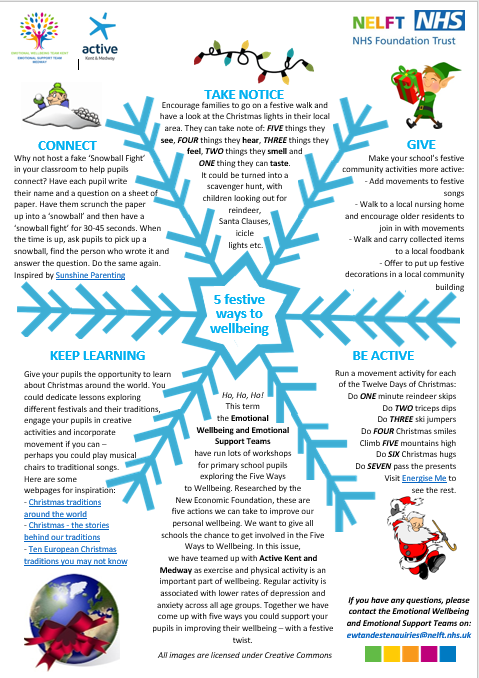 EMOTIONAL WELLBEING TEAM KENT
EMOTIONAL SUPPORT TEAM
MEDWAY
active
Kent & Medway
NELFT NHS
NHS Foundation Trust
TAKE NOTICE
Encourage families to go on a festive walk and
have a look at the Christmas lights in their local
area. They can take note of: FIVE things they
see, FOUR things they hear, THREE things they
feel, TWO things they smell and
ONE thing they can taste.
It could be turned into a
scavenger hunt, with
children looking out for
reindeer,
Santa Clauses,
icicle
lights etc.
CONNECT
Why not host a fake ‘Snowball Fight’
in your classroom to help pupils
connect? Have each pupil write
their name and a question on a sheet of
paper. Have them scrunch the paper
up into a ‘snowball’ and then have a
‘snowball fight’ for 30-45 seconds. When
the time is up, ask pupils to pick up a
snowball, find the person who wrote it and
answer the question. Do the same again.
Inspired by Sunshine Parenting
GIVE
Make your school's festive
community activities more active:
- Add movements to festive
songs
- Walk to a local nursing home
and encourage older residents to
join in with movements
- Walk and carry collected items
to a local foodbank
- Offer to put up festive
decorations in a local community
building
5 festive
ways to
wellbeing
KEEP LEARNING
Give your pupils the opportunity to learn
about Christmas around the world. You
could dedicate lessons exploring
different festivals and their traditions,
engage your pupils in creative
activities and incorporate
movement if you can –
perhaps you could play musical
chairs to traditional songs.
Here are some
webpages for inspiration:
- Christmas traditions
around the world
- Christmas - the stories
behind our traditions
- Ten European Christmas
traditions you may not know
Ho, Ho, Ho!
This term
the Emotional
Wellbeing and Emotional
Support Teams
have run lots of workshops
for primary school pupils
exploring the Five Ways
to Wellbeing. Researched by the
New Economic Foundation, these are
five actions we can take to improve our
personal wellbeing. We want to give all
schools the chance to get involved in the Five
Ways to Wellbeing. In this issue,
we have teamed up with Active Kent and
Medway as exercise and physical activity is an
important part of wellbeing. Regular activity is
associated with lower rates of depression and
anxiety across all age groups. Together we have
come up with five ways you could support your
pupils in improving their wellbeing – with a festive
twist.
All images are licensed under Creative Commons
BE ACTIVE
Run a movement activity for each
of the Twelve Days of Christmas:
Do ONE minute reindeer skips
Do TWO triceps dips
Do THREE ski jumpers
Do FOUR Christmas smiles
Climb FIVE mountains high
Do SIX Christmas hugs
Do SEVEN pass the presents
Visit Energise Me to
see the rest.
If you have any questions, please
contact the Emotional Wellbeing
and Emotional Support Teams on:
ewtandestenquiries@nelft.nhs.uk